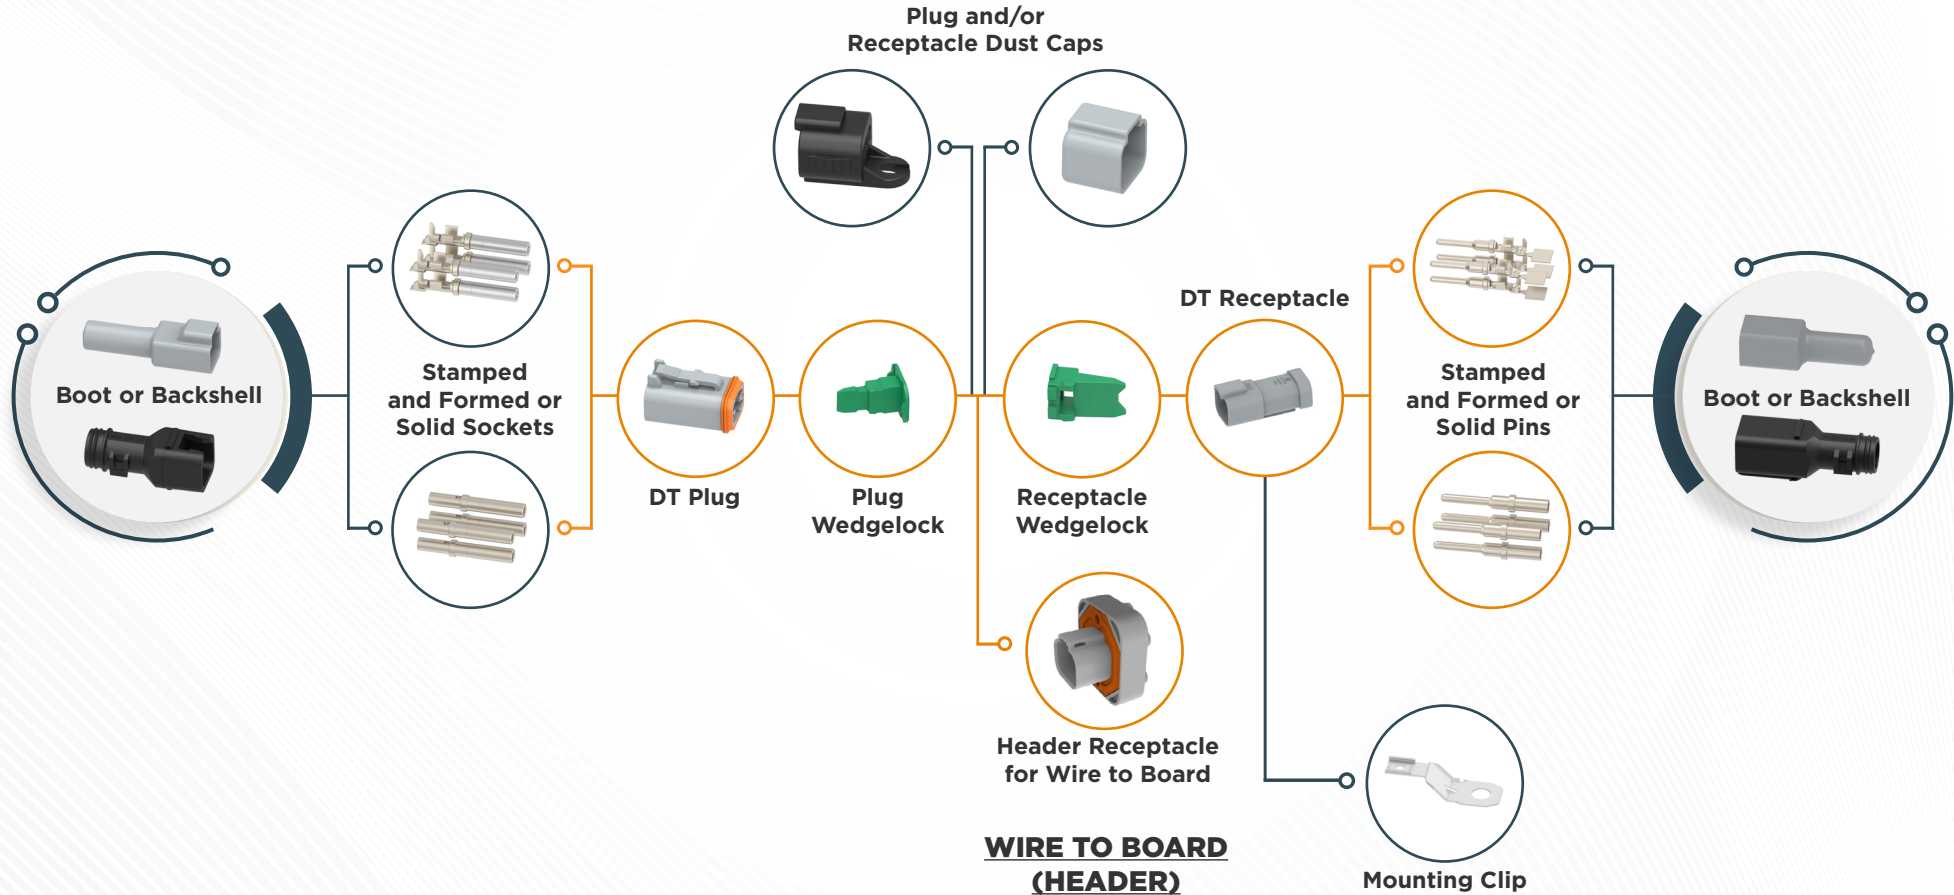 Plug and/or
Receptacle Dust Caps
Boot or Backshell
Stamped
and Formed or
Solid Sockets
DT Plug
Plug
Wedgelock
Receptacle
Wedgelock
DT Receptacle
Stamped
and Formed or
Solid Pins
Boot or Backshell
Header Receptacle
for Wire to Board
WIRE TO BOARD
(HEADER)
Mounting Clip